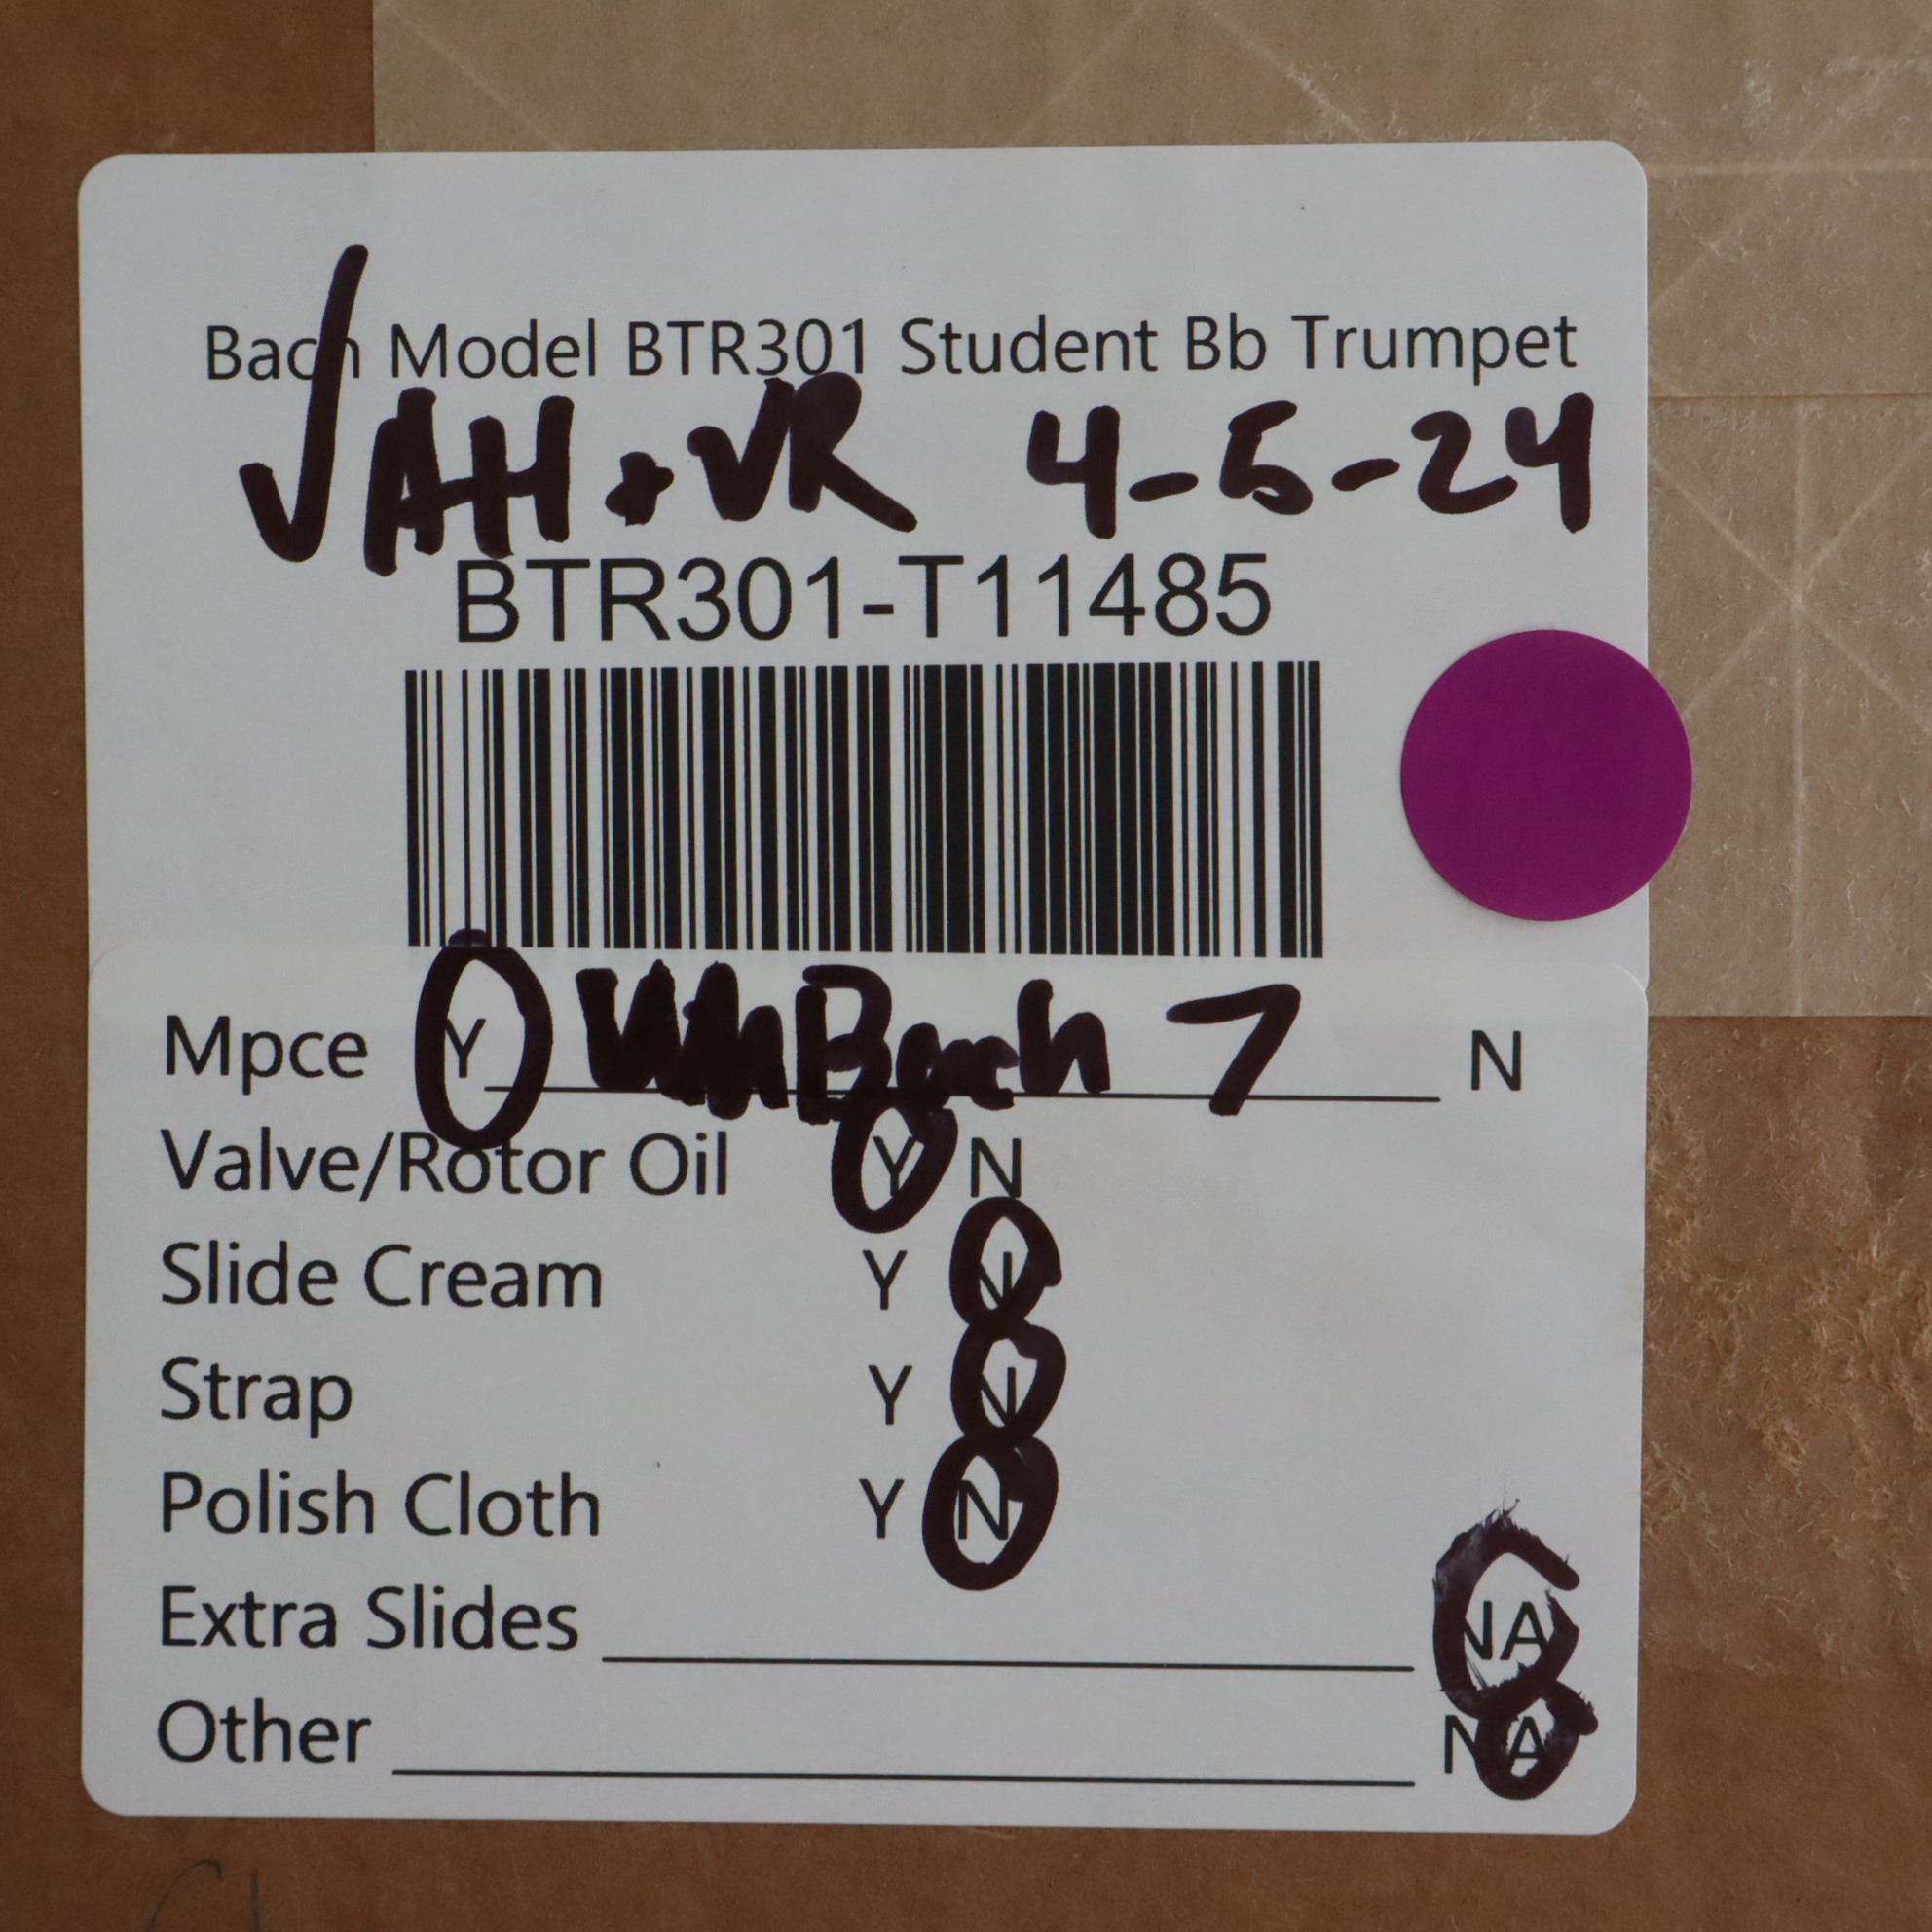 Bach Model BTR301 Student Bb Trumpet
√AH + VR 4-5-24
BTR301-T11485
Mpce Y Bach 7 N
Valve/Rotor Oil Y N
Slide Cream Y N
Strap Y N
Polish Cloth Y N
Extra Slides NA
Other NA